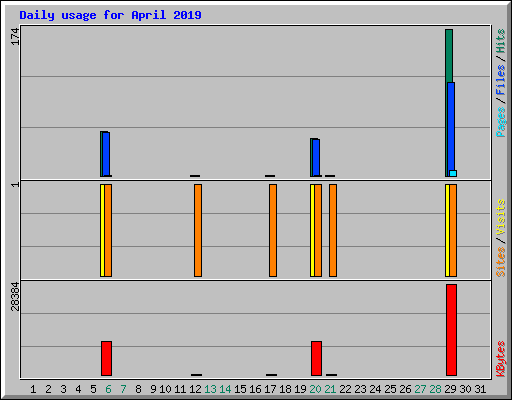 Daily usage for April 2019
174
Pages / Files / Hits
1
Sites / Visits
28384
KBytes
1 2 3 4 5 6 7 8 9 10 11 12 13 14 15 16 17 18 19 20 21 22 23 24 25 26 27 28 29 30 31